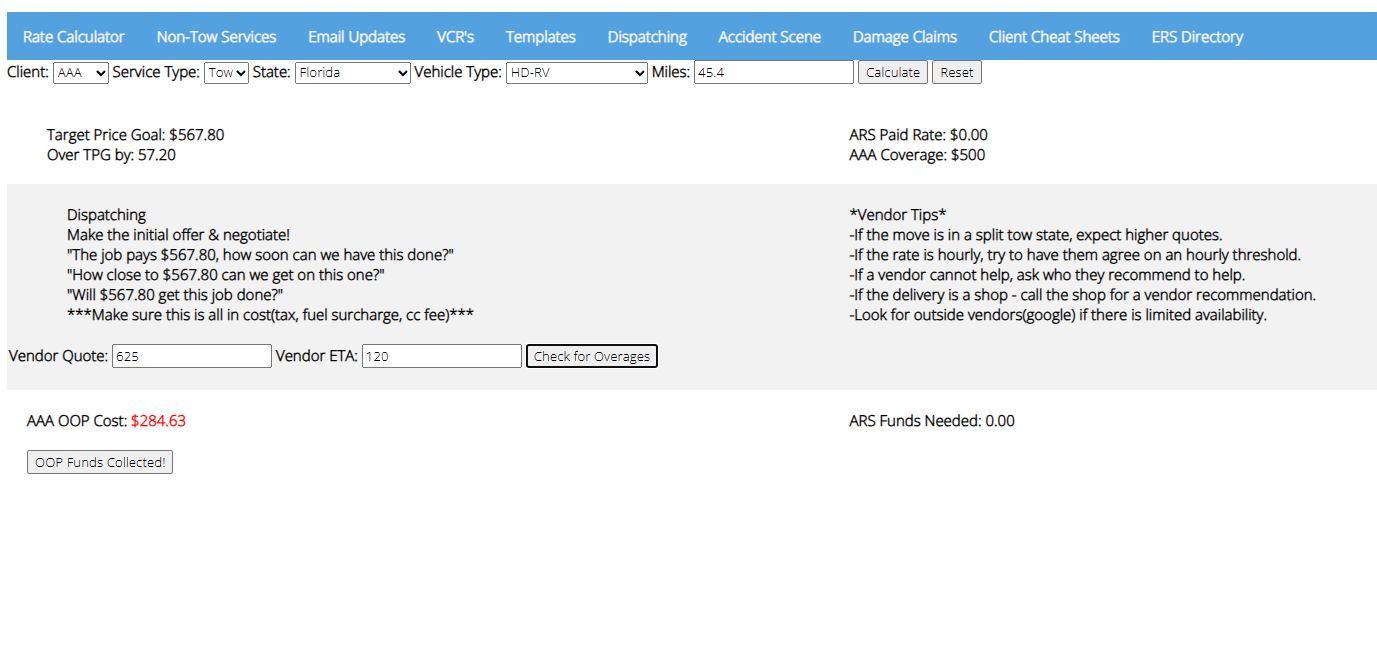 Rate Calculator Non-Tow Services Email Updates VCR's Templates Dispatching Accident Scene Damage Claims Client Cheat Sheets ERS Directory
Client: AAA Service Type: Tow State: Florida Vehicle Type: HD-RV Miles: 45.4 Calculate Reset
Target Price Goal: $567.80
Over TPG by: 57.20
ARS Paid Rate: $0.00
AAA Coverage: $500
Dispatching
Make the initial offer & negotiate!
"The job pays $567.80, how soon can we have this done?"
"How close to $567.80 can we get on this one?"
"Will $567.80 get this job done?"
***Make sure this is all in cost(tax, fuel surcharge, cc fee)***
*Vendor Tips*
-If the move is in a split tow state, expect higher quotes.
-If the rate is hourly, try to have them agree on an hourly threshold.
-If a vendor cannot help, ask who they recommend to help.
-If the delivery is a shop - call the shop for a vendor recommendation.
-Look for outside vendors(google) if there is limited availability.
Vendor Quote: 625 Vendor ETA: 120 Check for Overages
AAA OOP Cost: $284.63
ARS Funds Needed: 0.00
OOP Funds Collected!